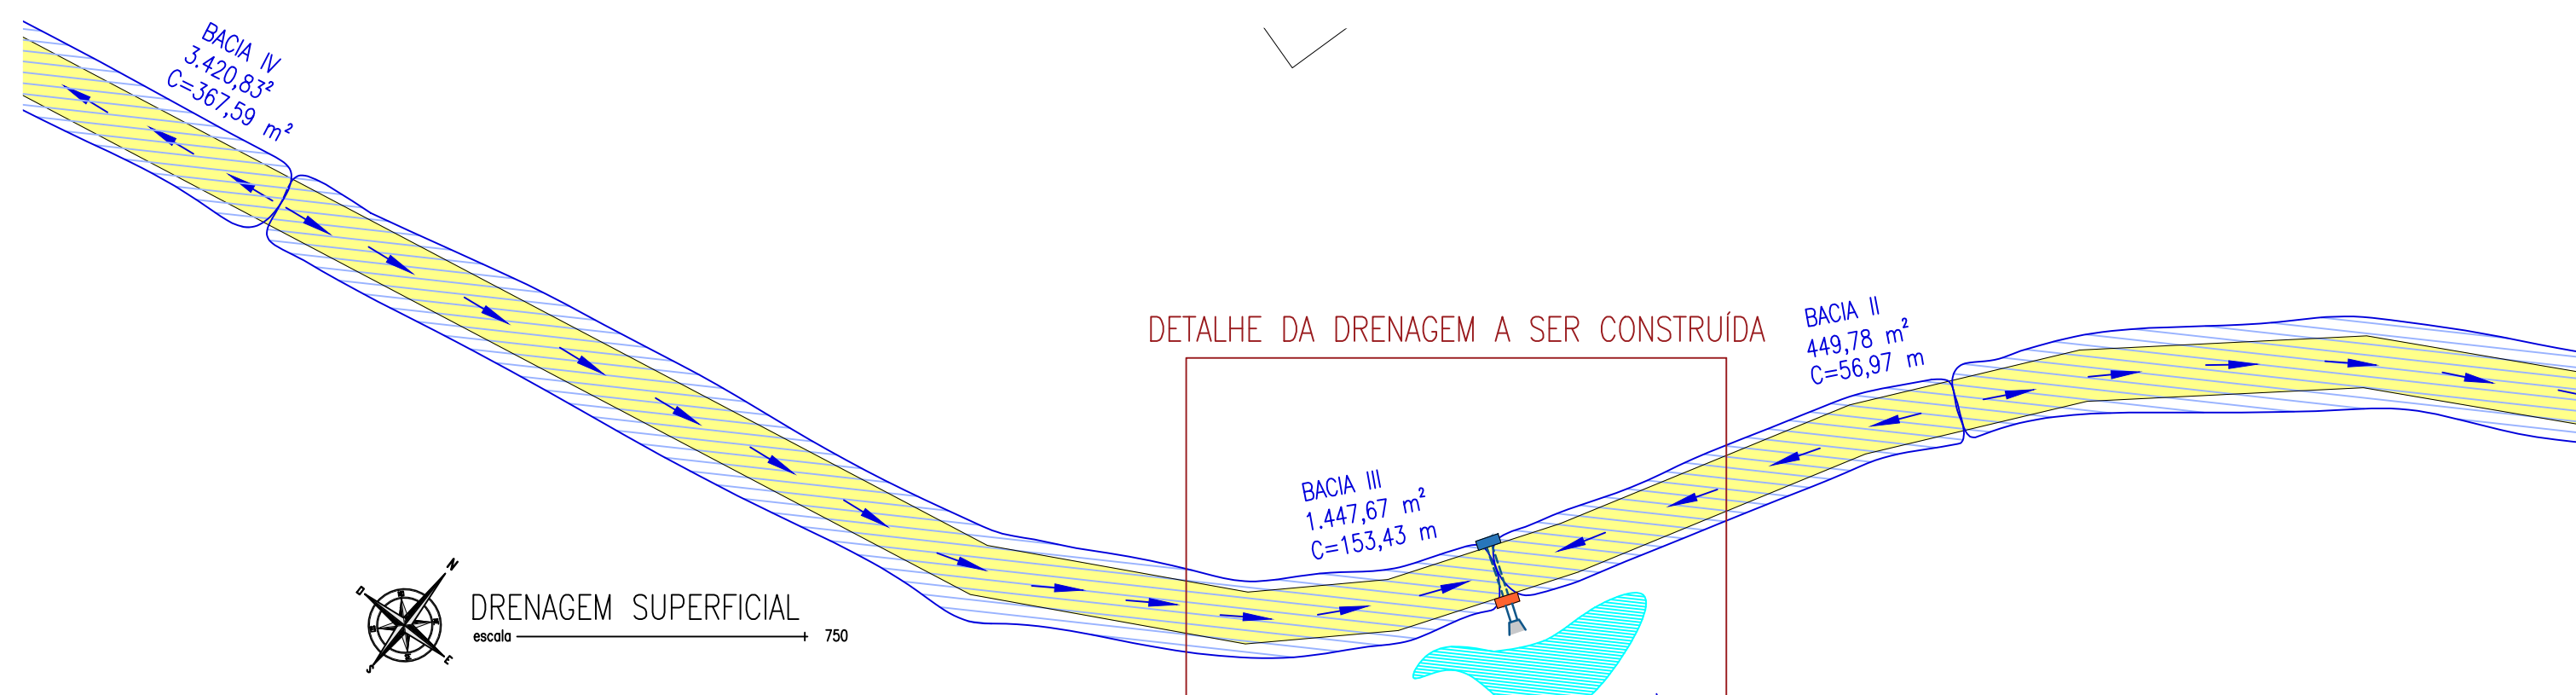 BACIA IV
3.420,83²
C=367,59 m²
DETALHE DA DRENAGEM A SER CONSTRUÍDA
BACIA II
449,78 m²
C=56,97 m
BACIA III
1.447,67 m²
C=153,43 m
N
O
S
E
DRENAGEM SUPERFICIAL
escala
750